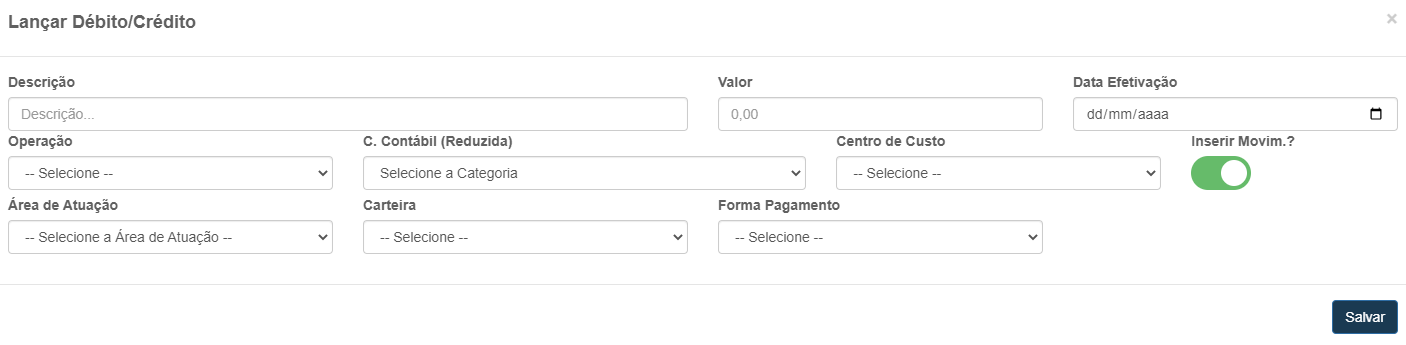 Lançar Débito/Crédito ×
Descrição Valor Data Efetivação
Descrição... 0,00 dd/mm/aaaa
Operação C. Contábil (Reduzida) Centro de Custo Inserir Movim.?
-- Selecione -- Selecione a Categoria -- Selecione --
Área de Atuação Carteira Forma Pagamento
-- Selecione a Área de Atuação -- -- Selecione -- -- Selecione --
Salvar